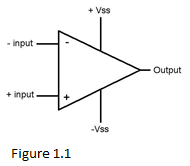 + Vss
- input
-
Output
+ input
+
-Vss
Figure 1.1